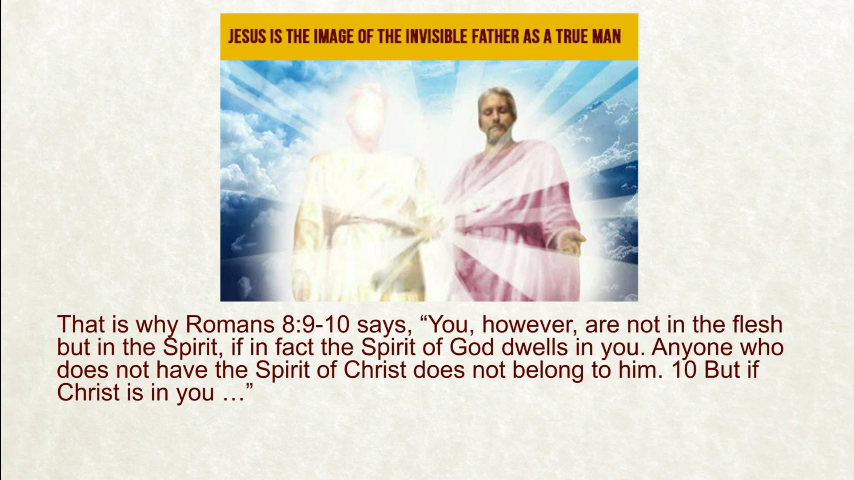 JESUS IS THE IMAGE OF THE INVISIBLE FATHER AS A TRUE MAN
That is why Romans 8:9-10 says, “You, however, are not in the flesh
but in the Spirit, if in fact the Spirit of God dwells in you. Anyone who
does not have the Spirit of Christ does not belong to him. 10 But if
Christ is in you …”